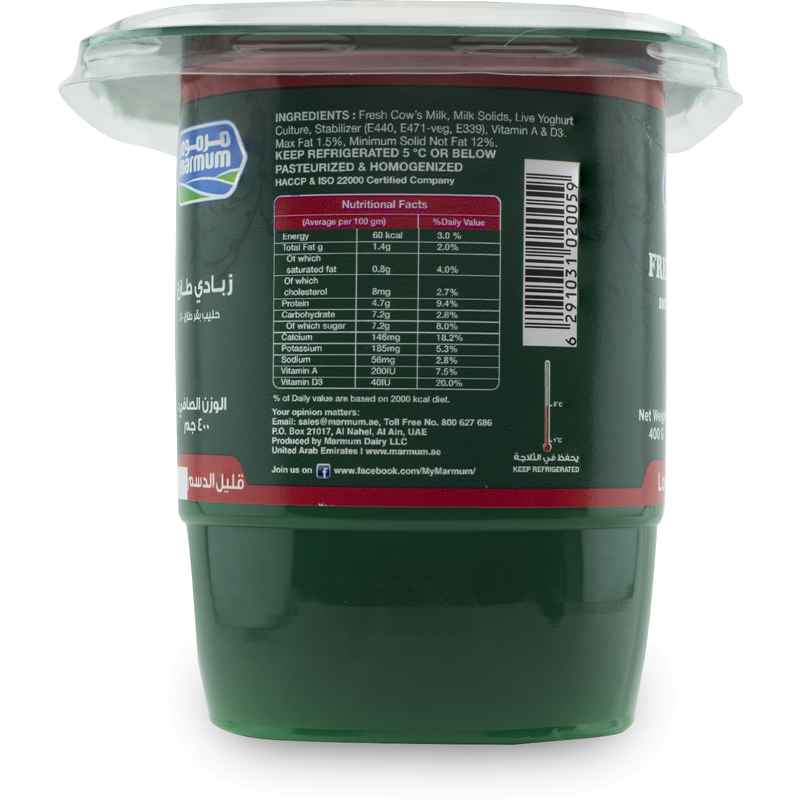 مرموم
marmum
زبادي طازج
حليب بقر طازج
الوزن الصافي
٤٠٠ جم
قليل الدسم
INGREDIENTS : Fresh Cow's Milk, Milk Solids, Live Yoghurt
Culture, Stabilizer (E440, E471-veg, E339), Vitamin A & D3.
Max Fat 1.5%, Minimum Solid Not Fat 12%.
KEEP REFRIGERATED 5 °C OR BELOW
PASTEURIZED & HOMOGENIZED
HACCP & ISO 22000 Certified Company
Nutritional Facts
(Average per 100 gm) %Daily Value
Energy 60 kcal 3.0 %
Total Fat g 1.4g 2.0%
Of which
saturated fat 0.8g 4.0%
Of which
cholesterol 8mg 2.7%
Protein 4.7g 9.4%
Carbohydrate 7.2g 2.8%
Of which sugar 7.2g 8.0%
Calcium 146mg 18.2%
Potassium 185mg 5.3%
Sodium 56mg 2.8%
Vitamin A 200IU 7.5%
Vitamin D3 40IU 20.0%
% of Daily value are based on 2000 kcal diet.
Your opinion matters:
Email: sales@marmum.ae, Toll Free No. 800 627 686
P.O. Box 21017, Al Nahel, Al Ain, UAE
Produced by Marmum Dairy LLC
United Arab Emirates I www.marmum.ae
Join us on f www.facebook.com/MyMarmum/
6 291031 020059
5°C
1°C
يحفظ في الثلاجة
KEEP REFRIGERATED
FRE
Net Weight
400 G